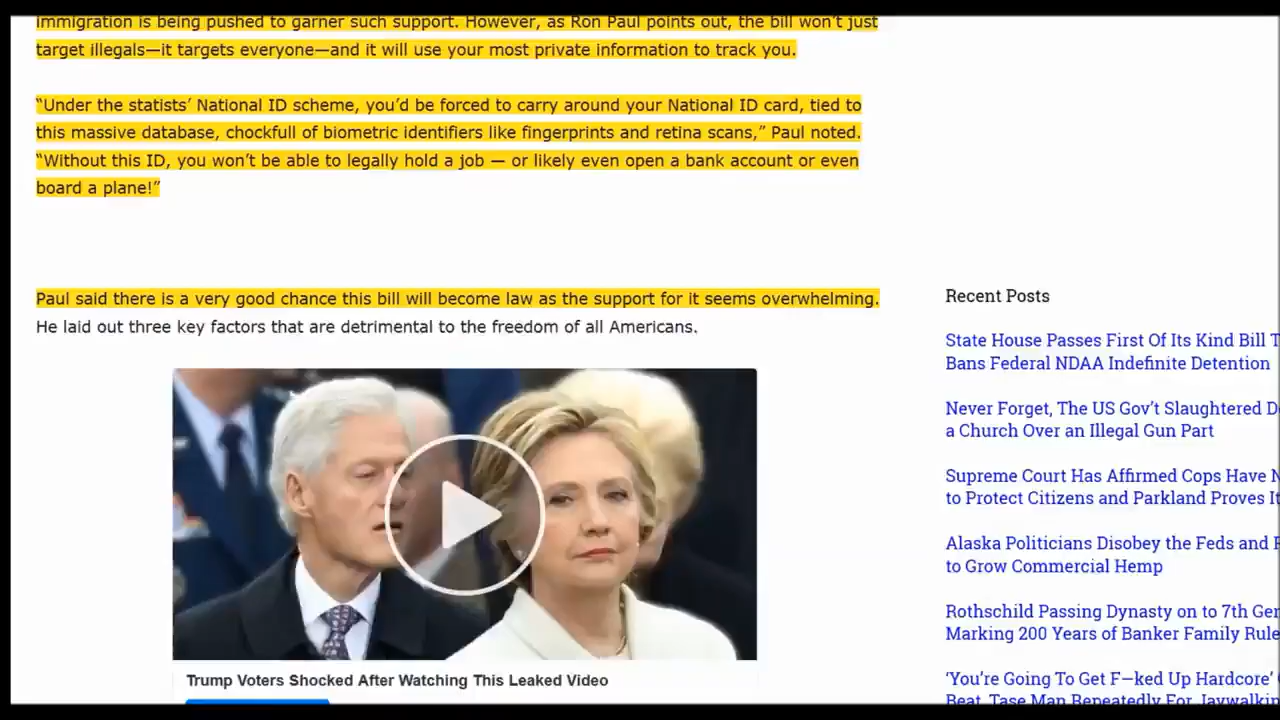 immigration is being pushed to garner such support. However, as Ron Paul points out, the bill won't just
target illegals—it targets everyone—and it will use your most private information to track you.
“Under the statists’ National ID scheme, you’d be forced to carry around your National ID card, tied to
this massive database, chockfull of biometric identifiers like fingerprints and retina scans,” Paul noted.
“Without this ID, you won’t be able to legally hold a job — or likely even open a bank account or even
board a plane!”
Paul said there is a very good chance this bill will become law as the support for it seems overwhelming.
He laid out three key factors that are detrimental to the freedom of all Americans.
Trump Voters Shocked After Watching This Leaked Video
Recent Posts
State House Passes First Of Its Kind Bill
Bans Federal NDAA Indefinite Detention
Never Forget, The US Gov’t Slaughtered
a Church Over an Illegal Gun Part
Supreme Court Has Affirmed Cops Have
to Protect Citizens and Parkland Proves
Alaska Politicians Disobey the Feds and
to Grow Commercial Hemp
Rothschild Passing Dynasty on to 7th
Marking 200 Years of Banker Family Rule
‘You’re Going To Get F—ked Up Hardcore’
Beat, Tase Man Repeatedly For Jaywalkin